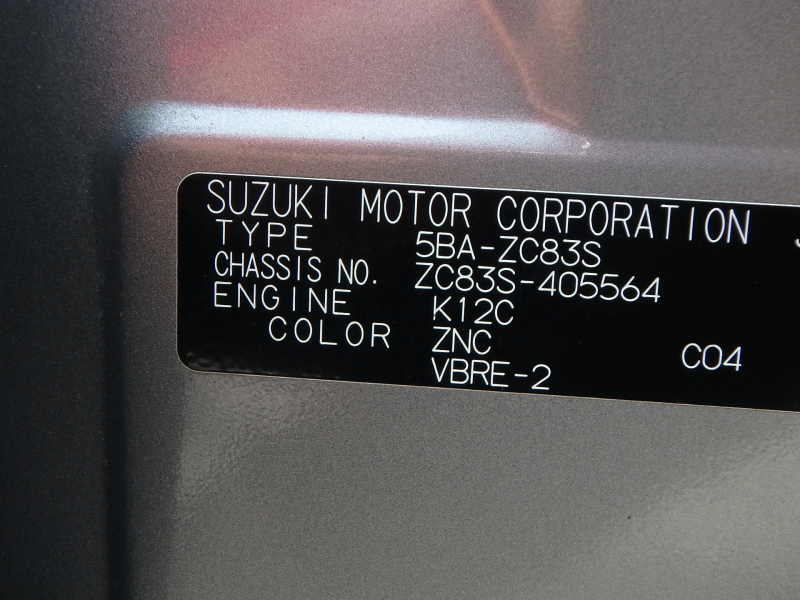 SUZUKI MOTOR CORPORATION
TYPE 5BA-ZC83S
CHASSIS NO. ZC83S-405564
ENGINE K12C
COLOR ZNC C04
VBRE-2